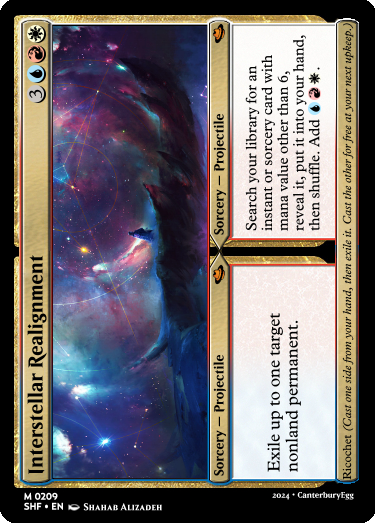 Interstellar Realignment 3
Sorcery — Projectile
Exile up to one target
nonland permanent.
Sorcery — Projectile
Search your library for an
instant or sorcery card with
mana value other than 6,
reveal it, put it into your hand,
then shuffle. Add .
Ricochet (Cast one side from your hand, then exile it. Cast the other for free at your next upkeep.)
M 0209
SHF • EN Shahab Alizadeh
2024 • CanterburyEgg